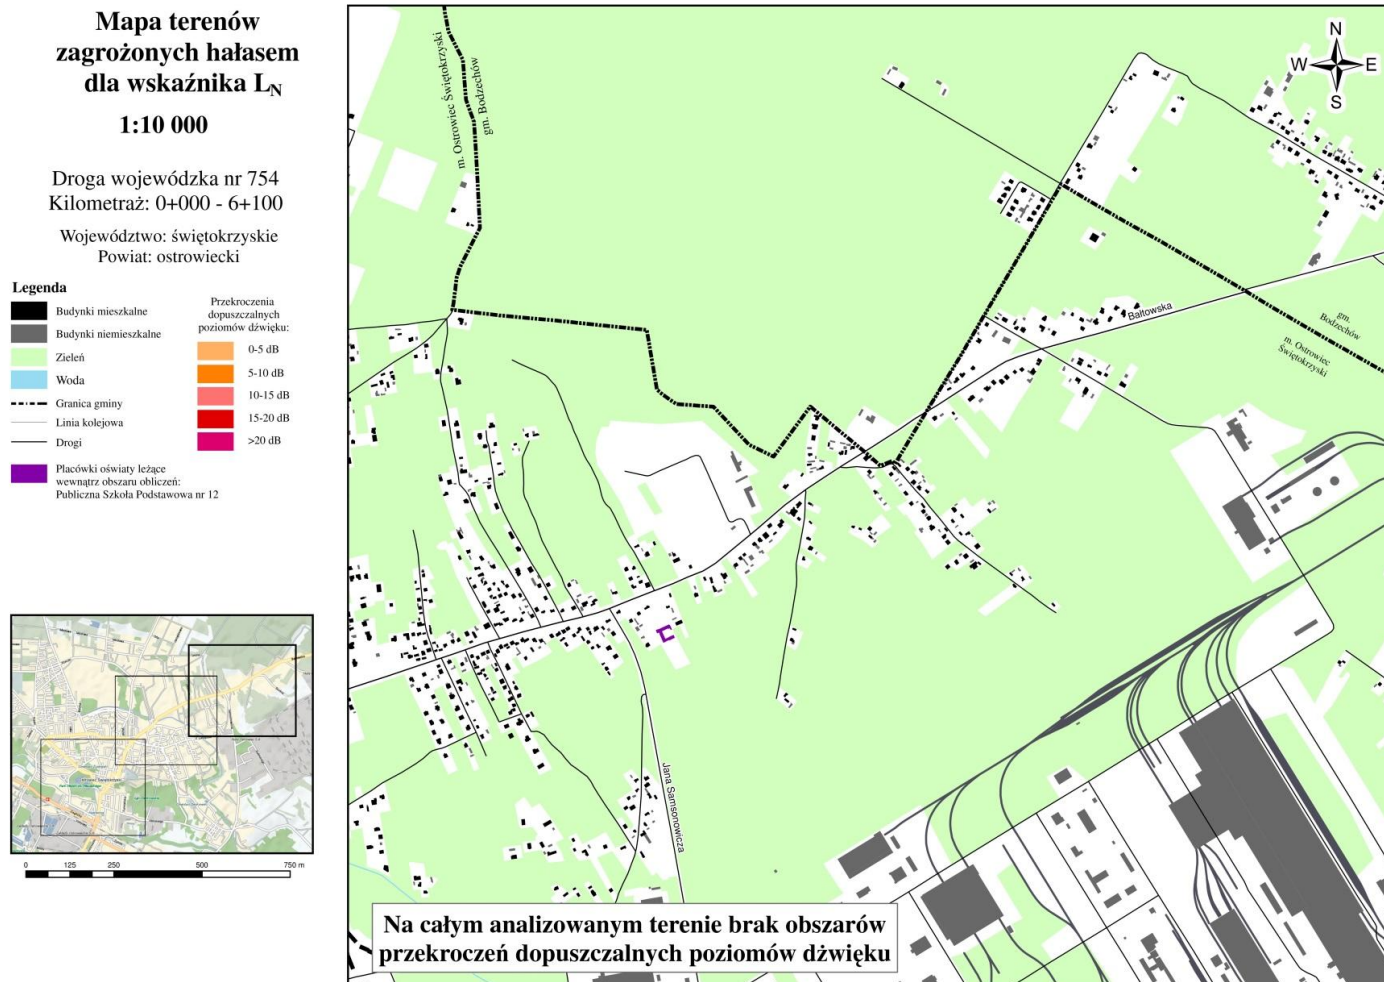 Mapa terenów
zagrożonych hałasem
dla wskaźnika L_N
1:10 000
Droga wojewódzka nr 754
Kilometraż: 0+000 - 6+100
Województwo: świętokrzyskie
Powiat: ostrowiecki
Legenda
Budynki mieszkalne
Budynki niemieszkalne
Zieleń
Woda
Granica gminy
Linia kolejowa
Drogi
Placówki oświaty leżące
wewnątrz obszaru obliczeń:
Publiczna Szkoła Podstawowa nr 12
Przekroczenia
dopuszczalnych
poziomów dźwięku:
0-5 dB
5-10 dB
10-15 dB
15-20 dB
>20 dB
0 125 250 500 750 m
m. Ostrowiec Świętokrzyski
gm. Bodzechów
N
W E
S
Bałtowska
gm.
Bodzechów
m. Ostrowiec
Świętokrzyski
Jana Samsonowicza
Na całym analizowanym terenie brak obszarów
przekroczeń dopuszczalnych poziomów dźwięku